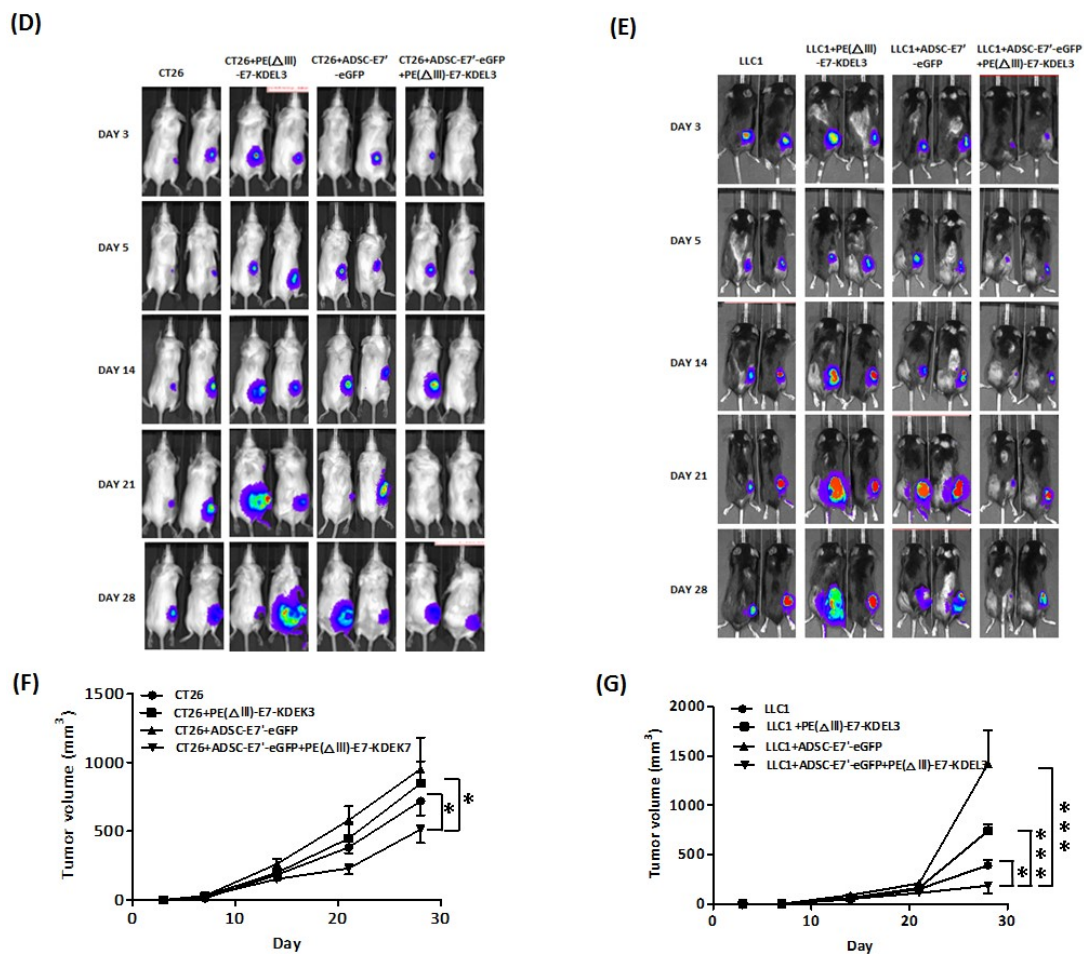 (D)
CT26
CT26+PE(△III)
-E7-KDEL3
CT26+ADSC-E7'
-eGFP
CT26+ADSC-E7'-eGFP
+PE(△III)-E7-KDEL3
DAY 3
DAY 5
DAY 14
DAY 21
DAY 28
(E)
LLC1
LLC1+PE(△III)
-E7-KDEL3
LLC1+ADSC-E7'
-eGFP
LLC1+ADSC-E7'-eGFP
+PE(△III)-E7-KDEL3
DAY 3
DAY 5
DAY 14
DAY 21
DAY 28
(F)
Tumor volume (mm3)
1500
1000
500
0
CT26
CT26+PE(△III)-E7-KDEK3
CT26+ADSC-E7'-eGFP
CT26+ADSC-E7'-eGFP+PE(△III)-E7-KDEK7
*
*
0
10
20
30
Day
(G)
Tumor volume (mm3)
2000
1500
1000
500
0
LLC1
LLC1 +PE(△III)-E7-KDEL3
LLC1+ADSC-E7'-eGFP
LLC1+ADSC-E7'-eGFP+PE(△III)-E7-KDEL3
*
***
***
0
10
20
30
Day